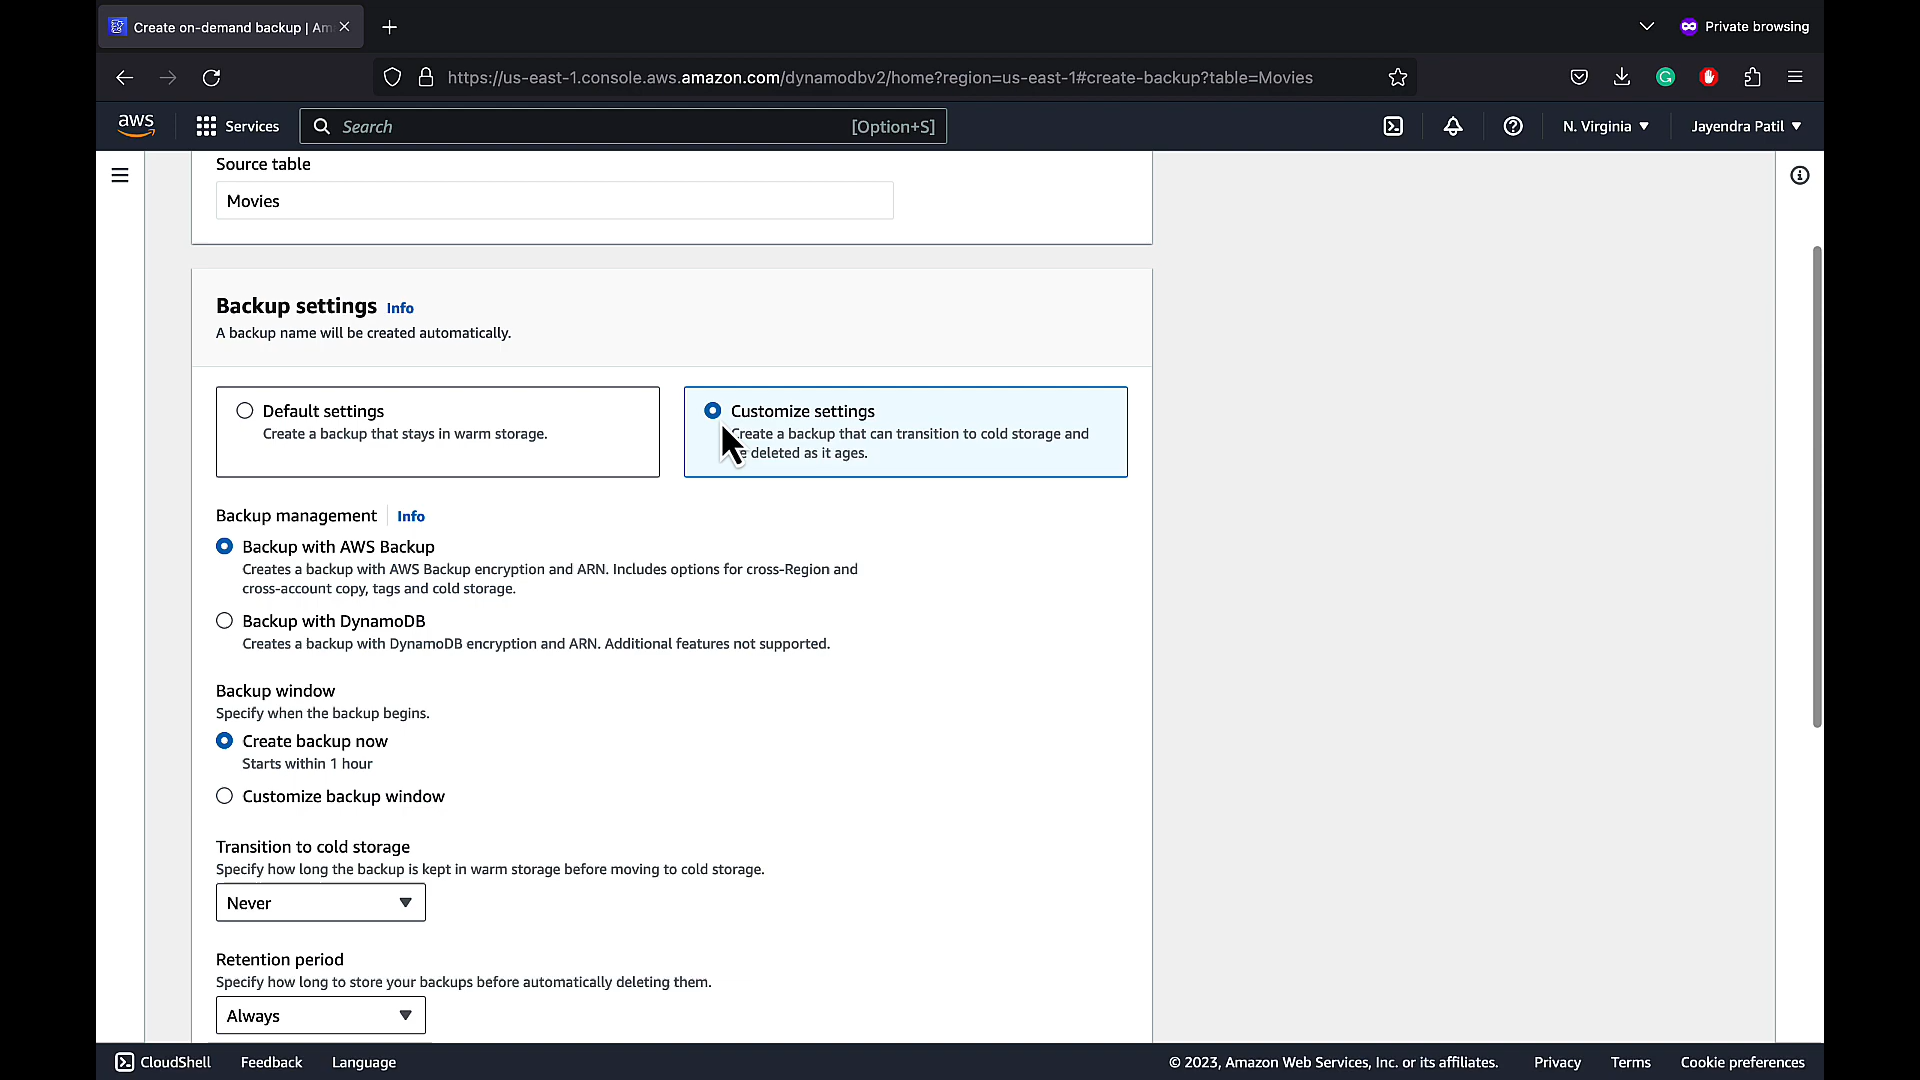 Create on-demand backup | Am
Private browsing
https://us-east-1.console.aws.amazon.com/dynamodbv2/home?region=us-east-1#create-backup?table=Movies
aws
Services
Search
[Option+S]
N. Virginia
Jayendra Patil
Source table
Movies
Backup settings Info
A backup name will be created automatically.
Default settings
Create a backup that stays in warm storage.
Customize settings
Create a backup that can transition to cold storage and
deleted as it ages.
Backup management Info
Backup with AWS Backup
Creates a backup with AWS Backup encryption and ARN. Includes options for cross-Region and
cross-account copy, tags and cold storage.
Backup with DynamoDB
Creates a backup with DynamoDB encryption and ARN. Additional features not supported.
Backup window
Specify when the backup begins.
Create backup now
Starts within 1 hour
Customize backup window
Transition to cold storage
Specify how long the backup is kept in warm storage before moving to cold storage.
Never
Retention period
Specify how long to store your backups before automatically deleting them.
Always
CloudShell Feedback Language
© 2023, Amazon Web Services, Inc. or its affiliates. Privacy Terms Cookie preferences